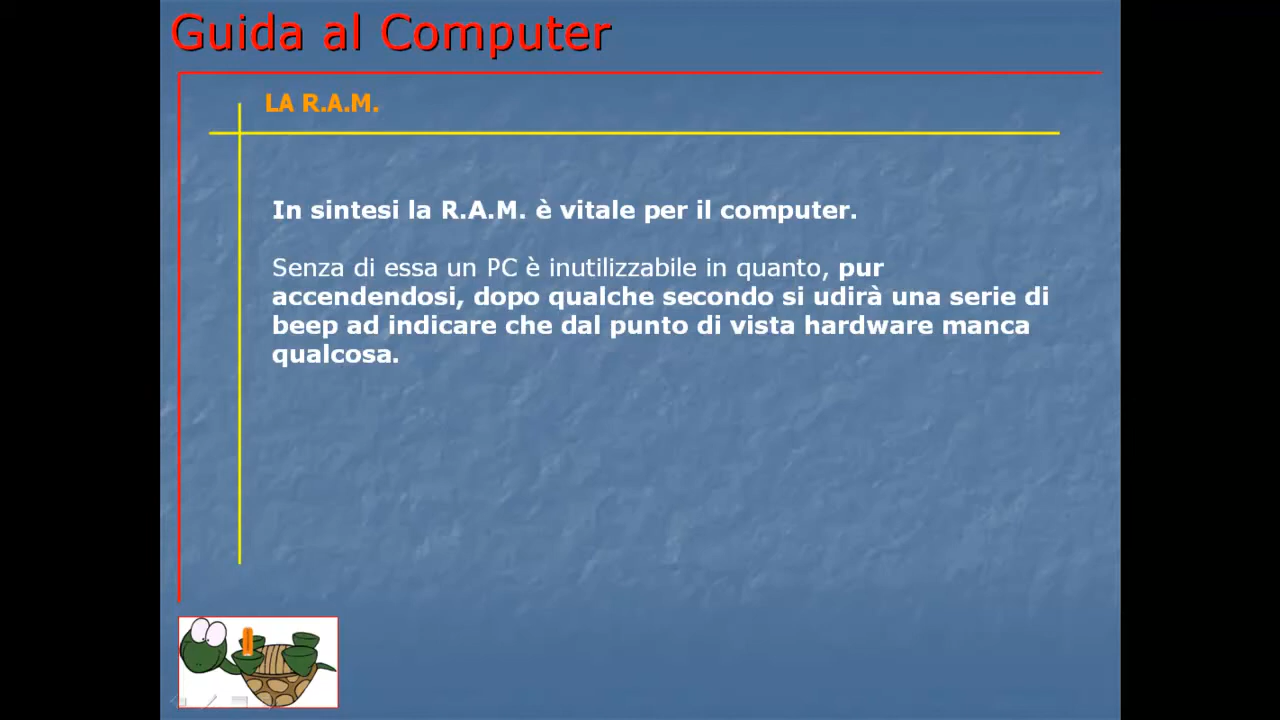 Guida al Computer
LA R.A.M.
In sintesi la R.A.M. è vitale per il computer.
Senza di essa un PC è inutilizzabile in quanto, pur
accendendosi, dopo qualche secondo si udirà una serie di
beep ad indicare che dal punto di vista hardware manca
qualcosa.